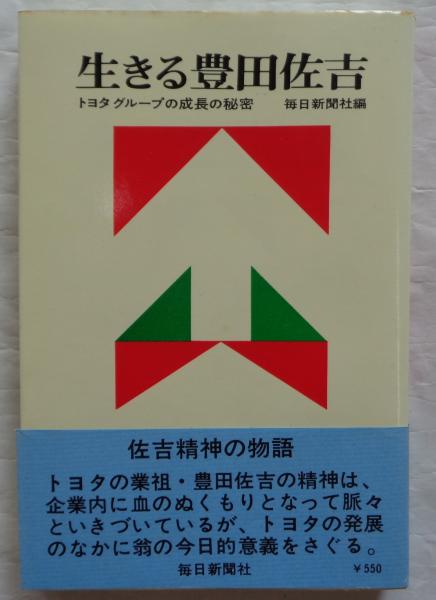 生きる豊田佐吉
トヨタグループの成長の秘密　毎日新聞社編
佐吉精神の物語
トヨタの業祖・豊田佐吉の精神は、
企業内に血のぬくもりとなって脈々
といきづいているが、トヨタの発展
のなかに翁の今日的意義をさぐる。
毎日新聞社　￥550